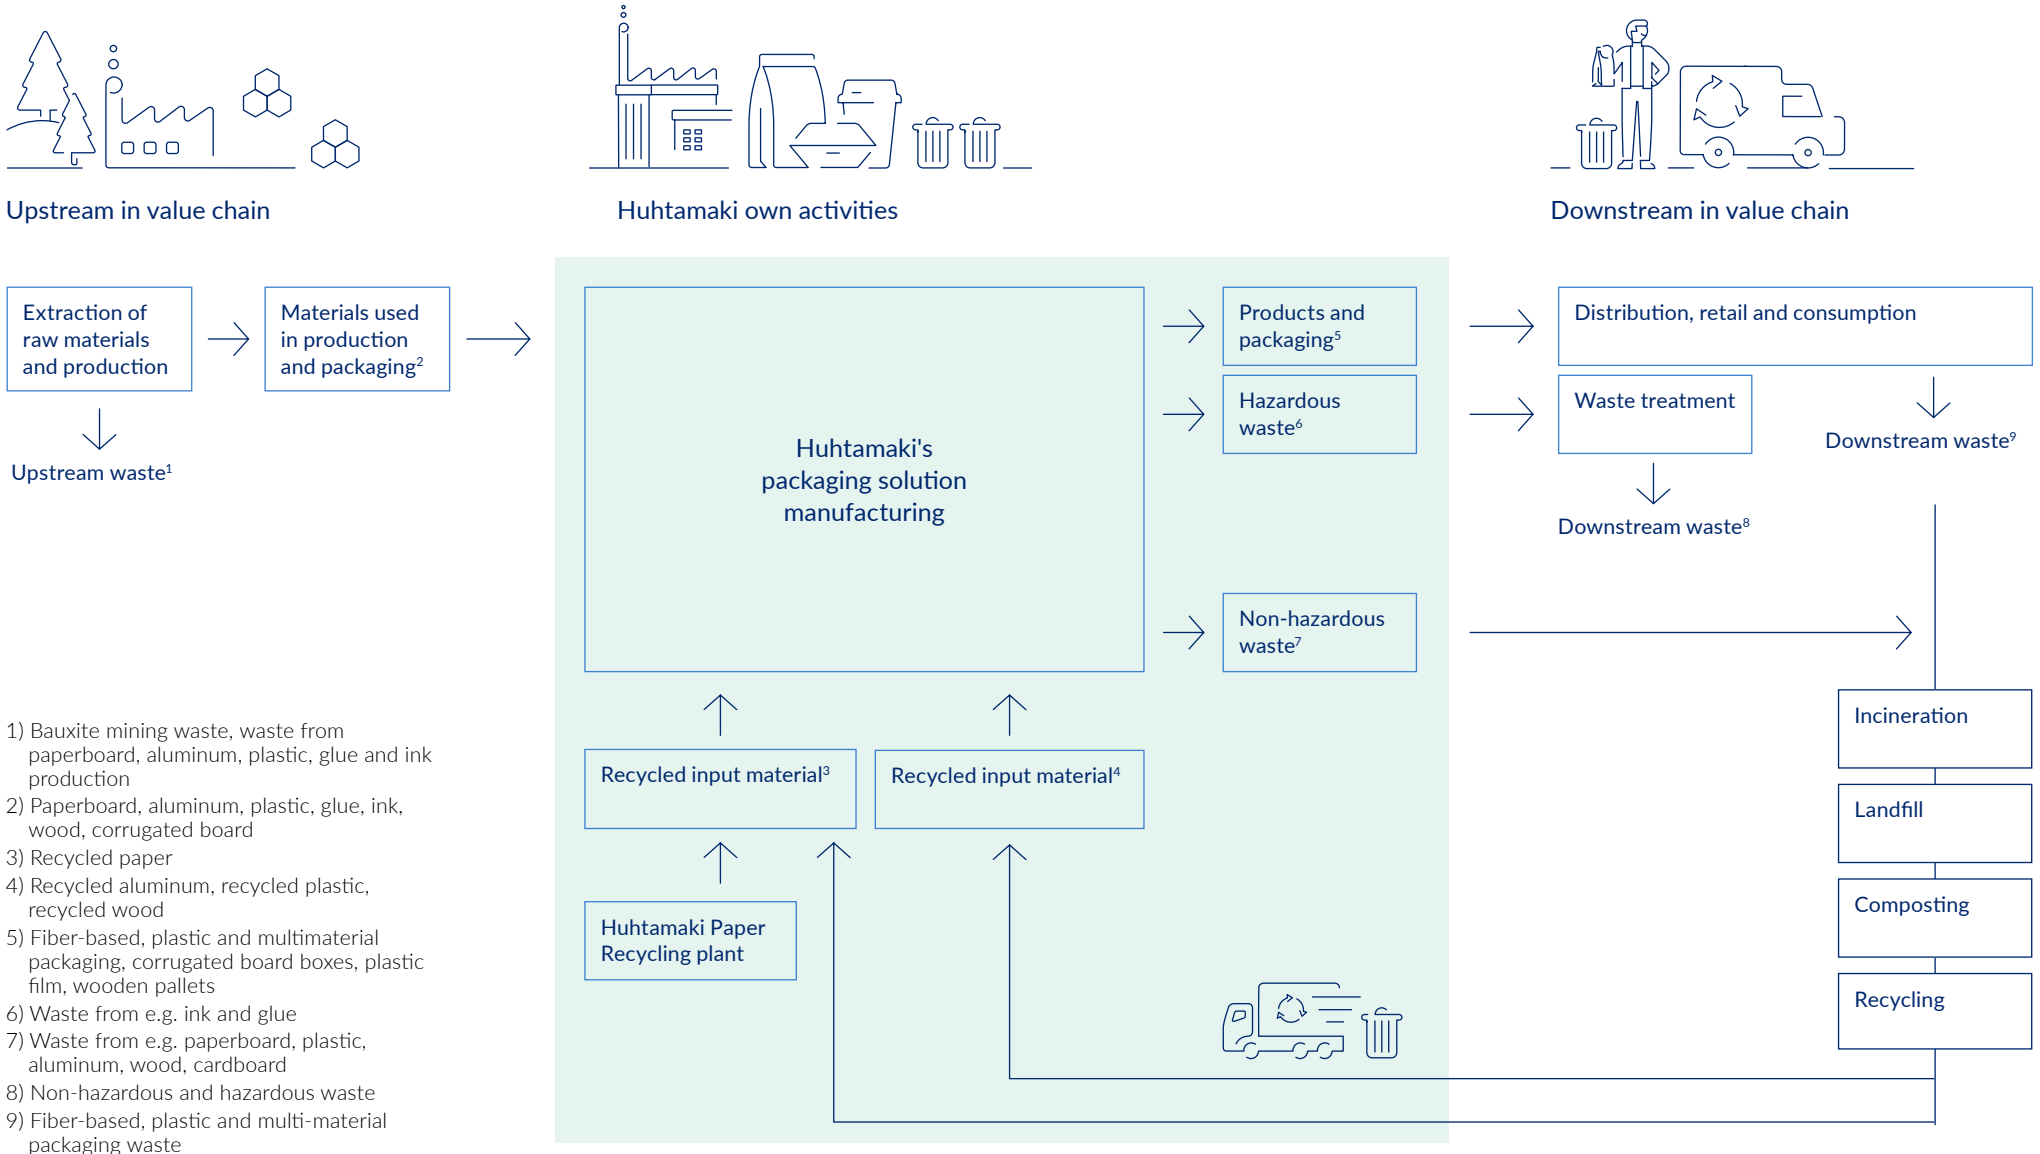 Upstream in value chain
Huhtamaki own activities
Downstream in value chain
Extraction of
raw materials
and production
Materials used
in production
and packaging²
Upstream waste¹
Huhtamaki's
packaging solution
manufacturing
Products and
packaging⁵
Hazardous
waste⁶
Non-hazardous
waste⁷
Recycled input material³
Recycled input material⁴
Huhtamaki Paper
Recycling plant
Distribution, retail and consumption
Waste treatment
Downstream waste⁹
Downstream waste⁸
Incineration
Landfill
Composting
Recycling
1) Bauxite mining waste, waste from
paperboard, aluminum, plastic, glue and ink
production
2) Paperboard, aluminum, plastic, glue, ink,
wood, corrugated board
3) Recycled paper
4) Recycled aluminum, recycled plastic,
recycled wood
5) Fiber-based, plastic and multimaterial
packaging, corrugated board boxes, plastic
film, wooden pallets
6) Waste from e.g. ink and glue
7) Waste from e.g. paperboard, plastic,
aluminum, wood, cardboard
8) Non-hazardous and hazardous waste
9) Fiber-based, plastic and multi-material
packaging waste